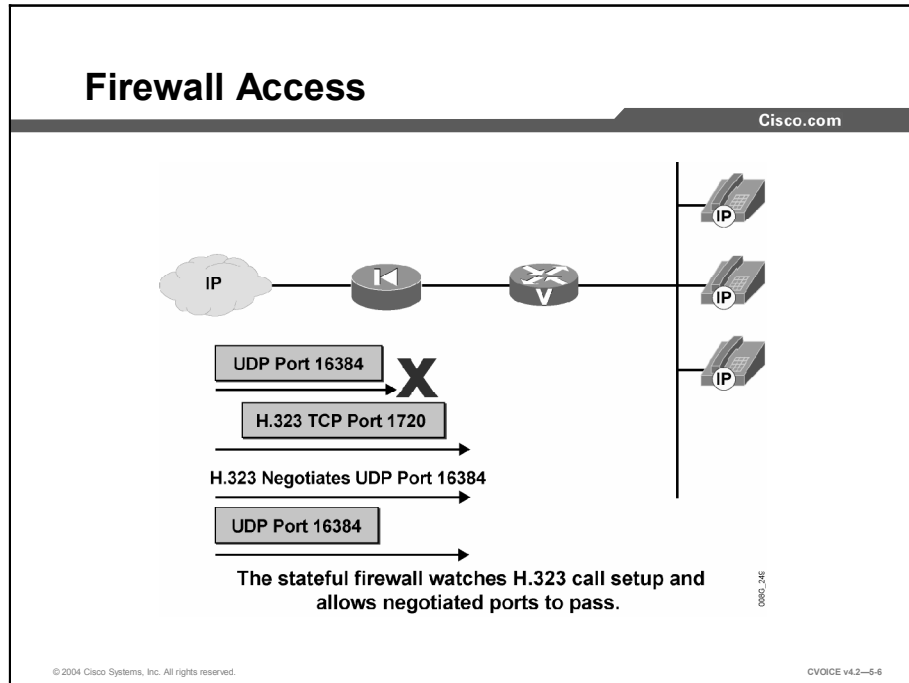 Firewall Access
Cisco.com
IP
IP
IP
IP
V
UDP Port 16384
X
H.323 TCP Port 1720
H.323 Negotiates UDP Port 16384
UDP Port 16384
The stateful firewall watches H.323 call setup and
allows negotiated ports to pass.
008G_249
© 2004 Cisco Systems, Inc. All rights reserved.
CVOICE v4.2—5-6